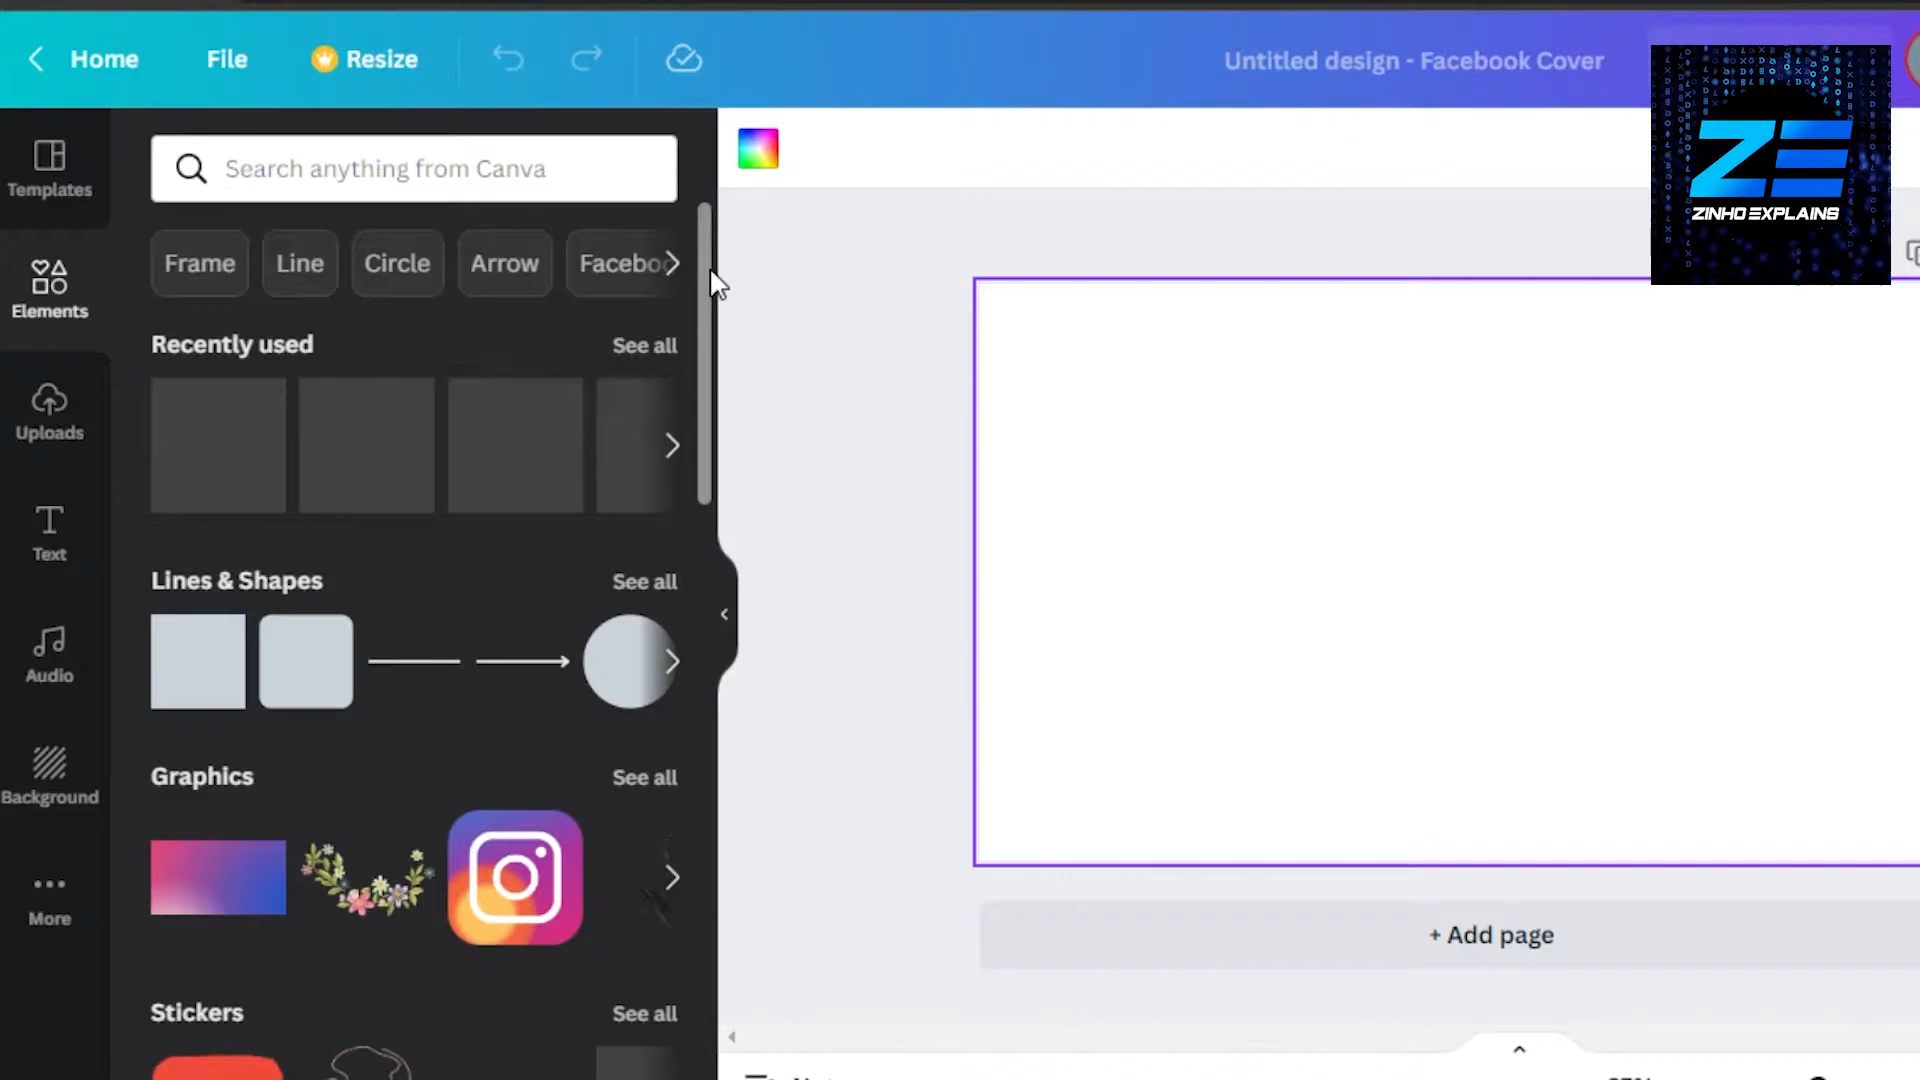 Home
File
Resize
Untitled design - Facebook Cover
ZE
ZINHO EXPLAINS
Templates
Search anything from Canva
Frame
Line
Circle
Arrow
Elements
Recently used
See all
Uploads
Text
Lines & Shapes
See all
Audio
Graphics
See all
Background
More
+ Add page
Stickers
See all